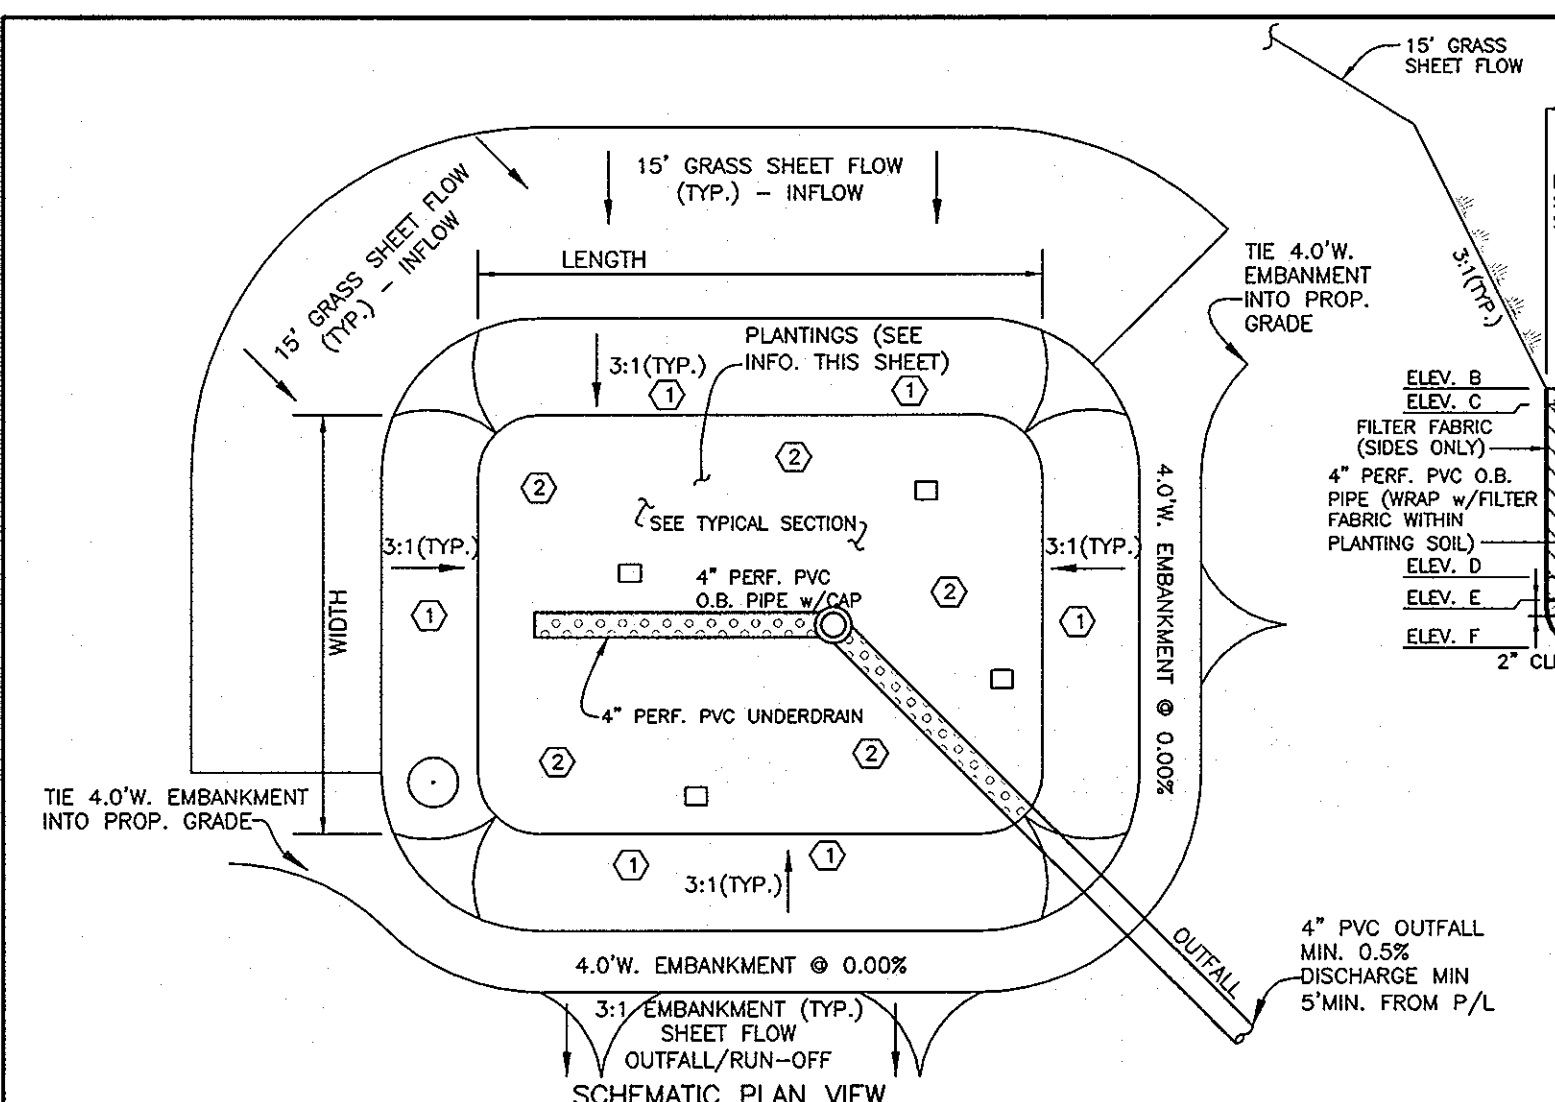 15' GRASS
SHEET FLOW
15' GRASS SHEET FLOW
(TYP.) - INFLOW
15' GRASS SHEET FLOW
(TYP.) - INFLOW
LENGTH
TIE 4.0'W.
EMBANMENT
INTO PROP.
GRADE
3:1(TYP.)
PLANTINGS (SEE
INFO. THIS SHEET)
3:1(TYP.)
1
1
ELEV. B
ELEV. C
FILTER FABRIC
(SIDES ONLY)
4" PERF. PVC O.B.
PIPE (WRAP w/FILTER
FABRIC WITHIN
PLANTING SOIL)
ELEV. D
ELEV. E
ELEV. F
2
2
SEE TYPICAL SECTION
3:1(TYP.)
3:1(TYP.)
4.0'W. EMBANKMENT @ 0.00%
4" PERF. PVC
O.B. PIPE w/CAP
2
1
1
WIDTH
4" PERF. PVC UNDERDRAIN
2
2
TIE 4.0'W. EMBANKMENT
INTO PROP. GRADE
1
1
3:1(TYP.)
OUTFALL
4" PVC OUTFALL
MIN. 0.5%
DISCHARGE MIN
5'MIN. FROM P/L
4.0'W. EMBANKMENT @ 0.00%
3:1 EMBANKMENT (TYP.)
SHEET FLOW
OUTFALL/RUN-OFF
SCHEMATIC PLAN VIEW